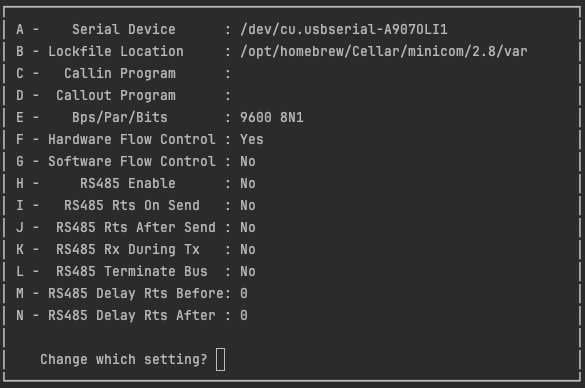 A - Serial Device : /dev/cu.usbserial-A907OLI1
B - Lockfile Location : /opt/homebrew/Cellar/minicom/2.8/var
C - Callin Program :
D - Callout Program :
E - Bps/Par/Bits : 9600 8N1
F - Hardware Flow Control : Yes
G - Software Flow Control : No
H - RS485 Enable : No
I - RS485 Rts On Send : No
J - RS485 Rts After Send : No
K - RS485 Rx During Tx : No
L - RS485 Terminate Bus : No
M - RS485 Delay Rts Before: 0
N - RS485 Delay Rts After : 0
Change which setting?